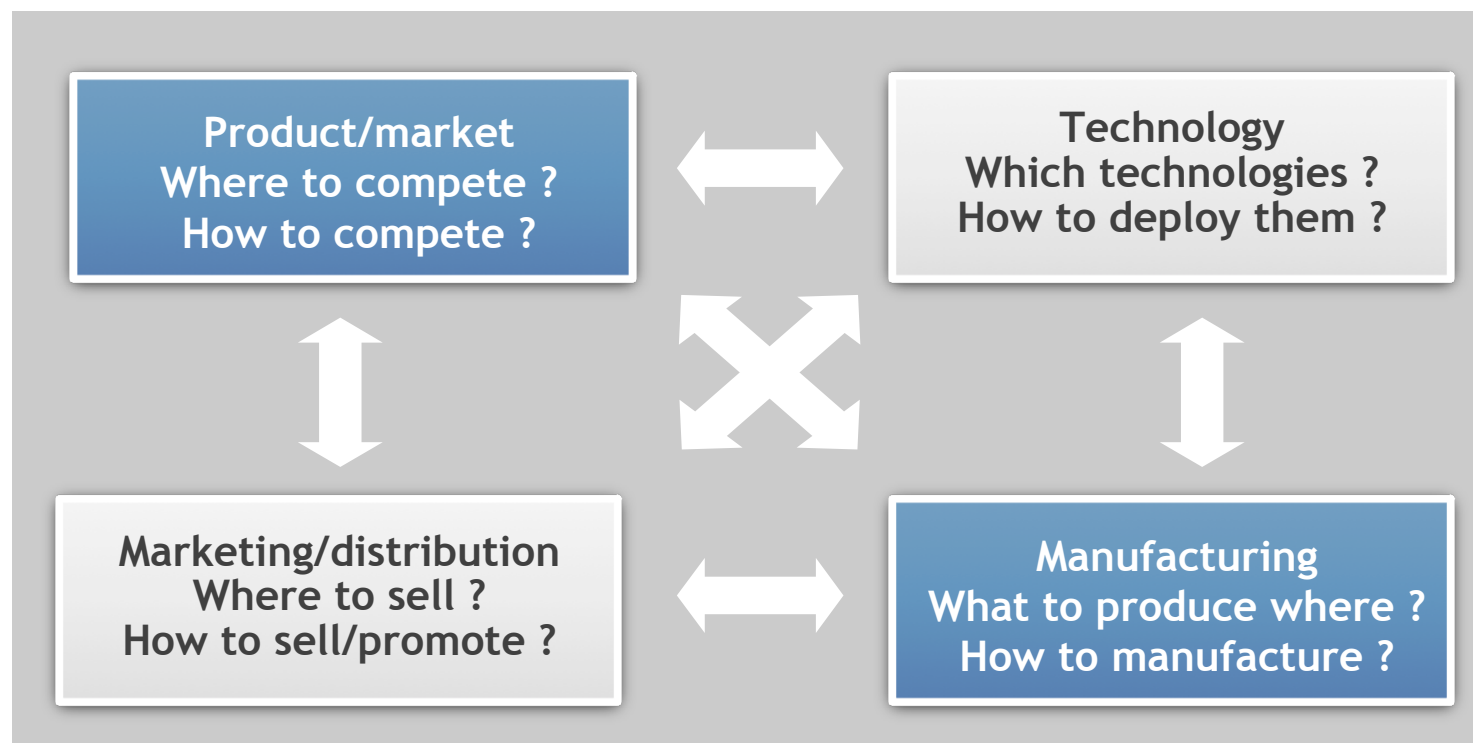 Product/market
Where to compete ?
How to compete ?
Technology
Which technologies ?
How to deploy them ?
Marketing/distribution
Where to sell ?
How to sell/promote ?
Manufacturing
What to produce where ?
How to manufacture ?